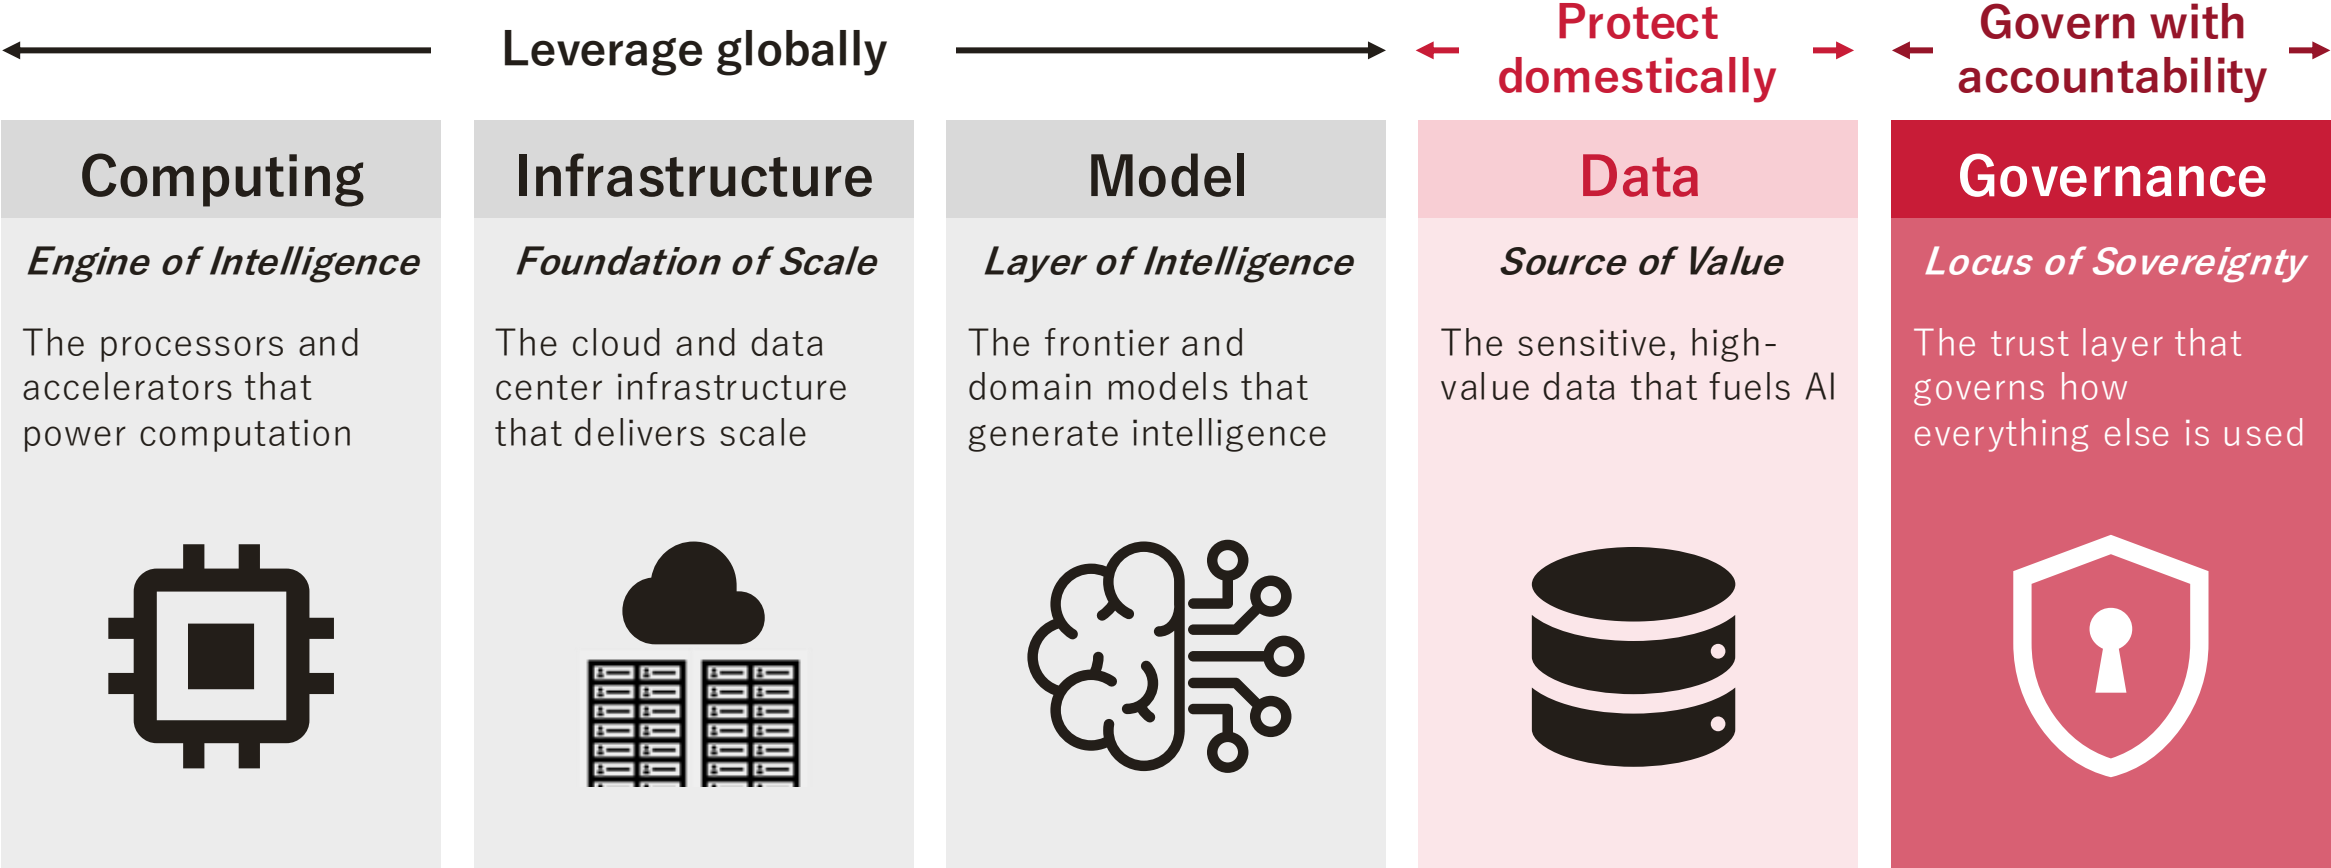 Leverage globally
Protect
domestically
Govern with
accountability
Computing
Engine of Intelligence
The processors and
accelerators that
power computation
Infrastructure
Foundation of Scale
The cloud and data
center infrastructure
that delivers scale
Model
Layer of Intelligence
The frontier and
domain models that
generate intelligence
Data
Source of Value
The sensitive, high-
value data that fuels AI
Governance
Locus of Sovereignty
The trust layer that
governs how
everything else is used